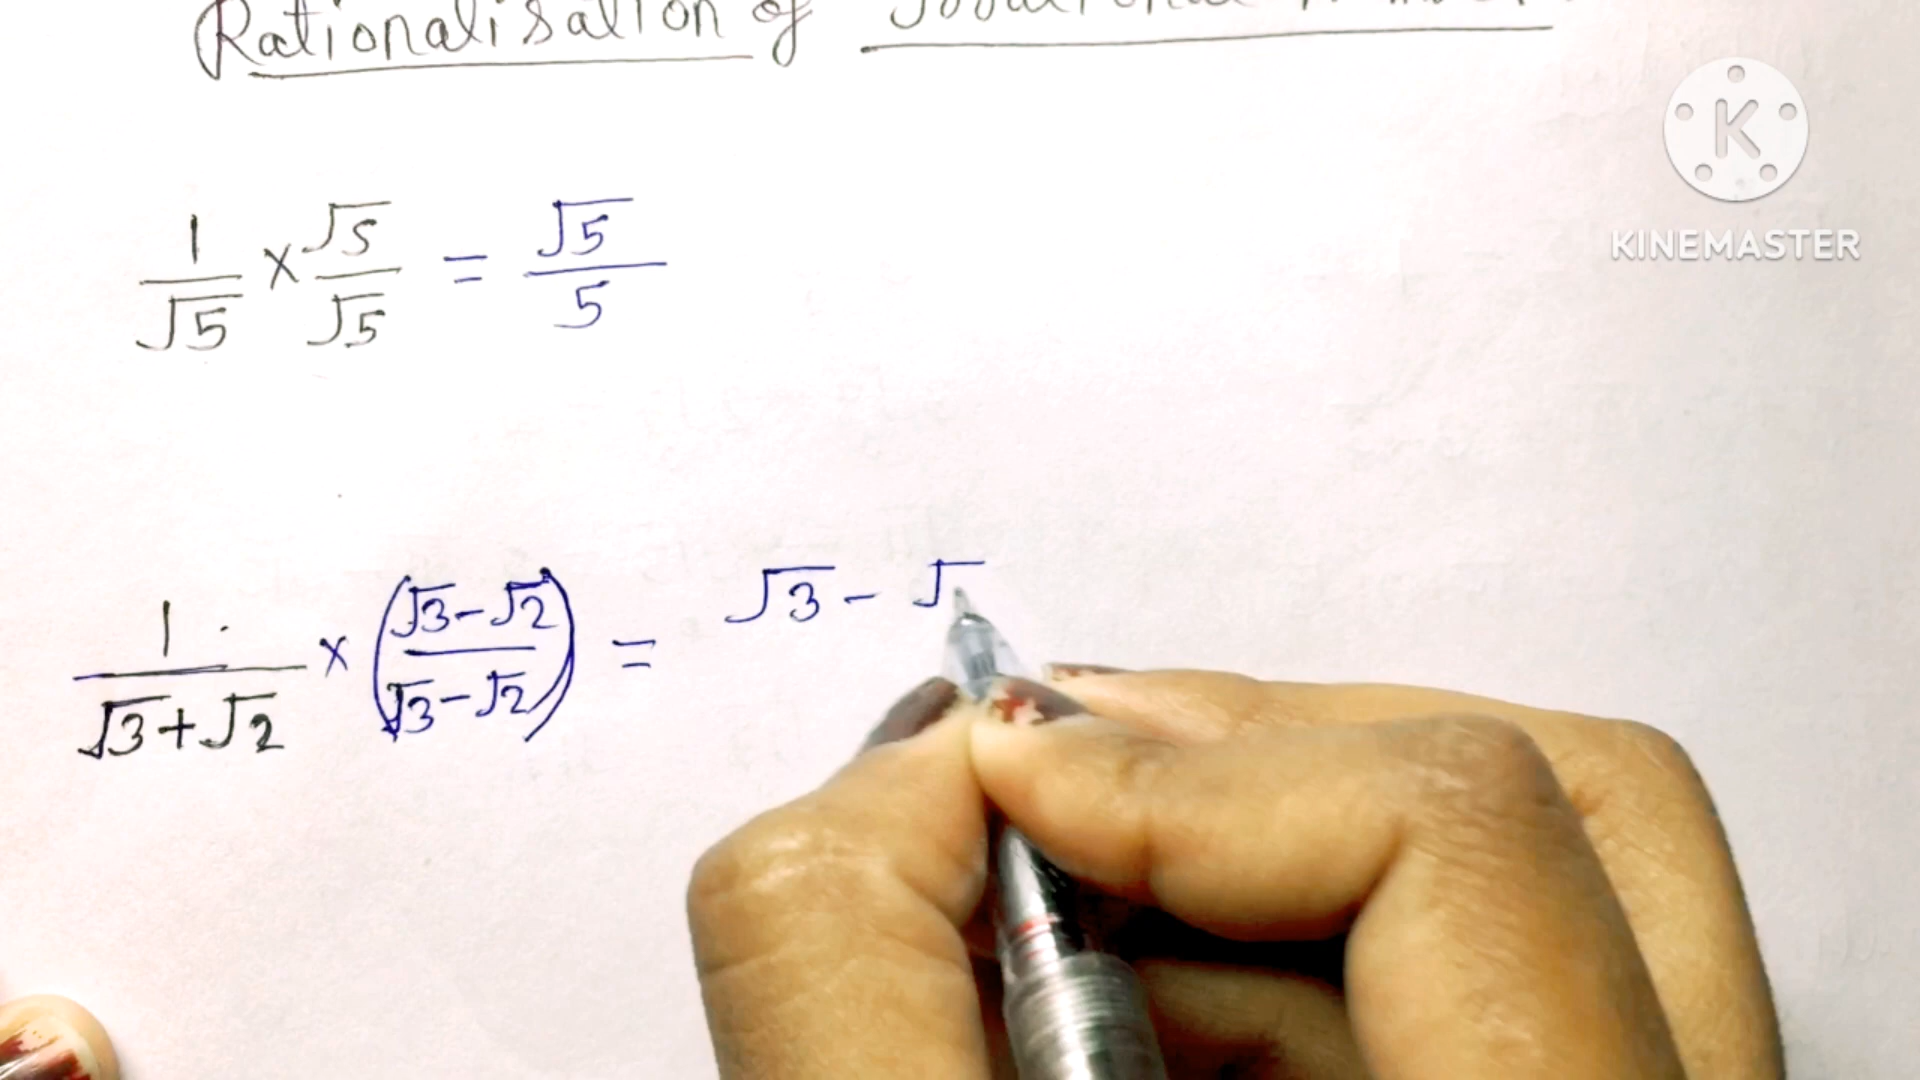 Rationalisation of
K
KINEMASTER
1/√5 × √5/√5 = √5/5
1/(√3+√2) × ((√3-√2)/(√3-√2)) = √3 - √